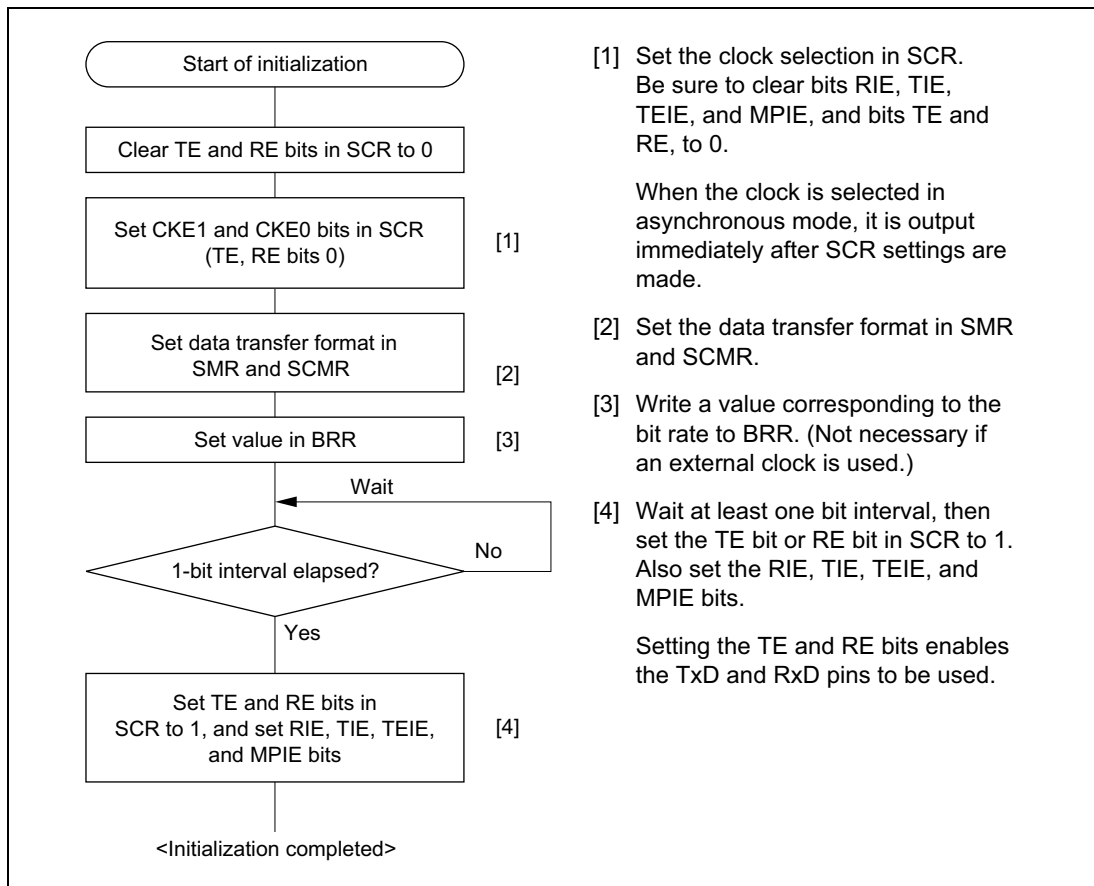 Start of initialization
Clear TE and RE bits in SCR to 0
Set CKE1 and CKE0 bits in SCR
(TE, RE bits 0)
[1]
Set data transfer format in
SMR and SCMR
[2]
Set value in BRR
[3]
Wait
1-bit interval elapsed?
No
Yes
Set TE and RE bits in
SCR to 1, and set RIE, TIE, TEIE,
and MPIE bits
[4]
<Initialization completed>
[1] Set the clock selection in SCR.
Be sure to clear bits RIE, TIE,
TEIE, and MPIE, and bits TE and
RE, to 0.
When the clock is selected in
asynchronous mode, it is output
immediately after SCR settings are
made.
[2] Set the data transfer format in SMR
and SCMR.
[3] Write a value corresponding to the
bit rate to BRR. (Not necessary if
an external clock is used.)
[4] Wait at least one bit interval, then
set the TE bit or RE bit in SCR to 1.
Also set the RIE, TIE, TEIE, and
MPIE bits.
Setting the TE and RE bits enables
the TxD and RxD pins to be used.